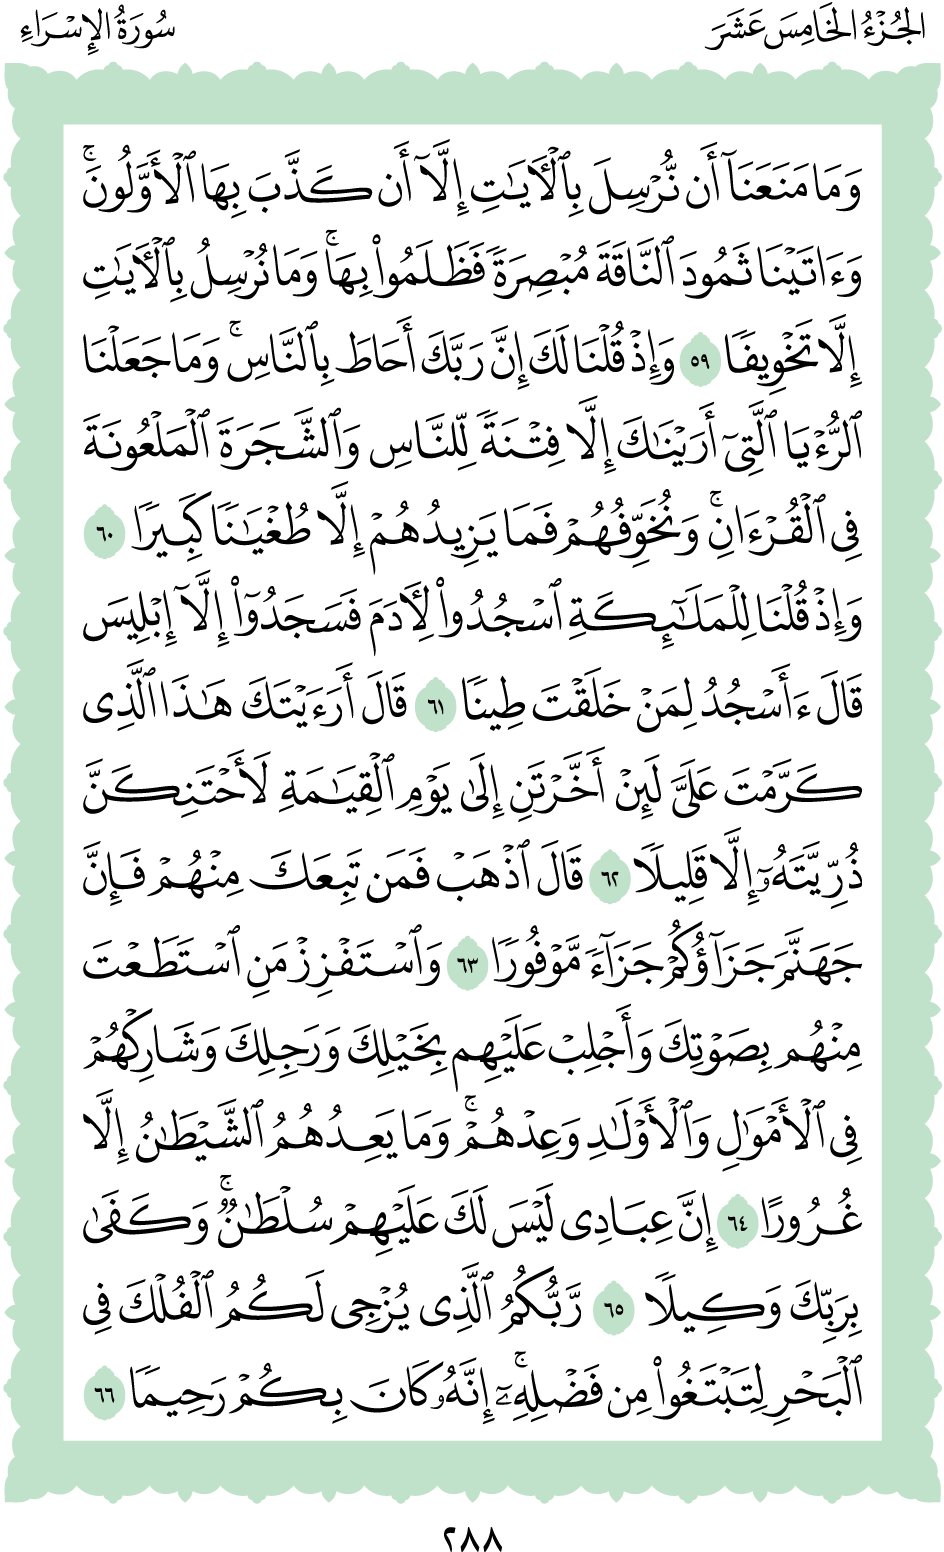 الجُزْءُ الخَامِسَ عَشَرَ
سُورَةُ الإِسْرَاءِ
وَمَا مَنَعَنَآ أَن نُّرْسِلَ بِٱلْأَيَٰتِ إِلَّآ أَن كَذَّبَ بِهَا ٱلْأَوَّلُونَ ۚ
وَءَاتَيْنَا ثَمُودَ ٱلنَّاقَةَ مُبْصِرَةً فَظَلَمُوا۟ بِهَا ۚ وَمَا نُرْسِلُ بِٱلْأَيَٰتِ
إِلَّا تَخْوِيفًا ٥٩ وَإِذْ قُلْنَا لَكَ إِنَّ رَبَّكَ أَحَاطَ بِٱلنَّاسِ ۚ وَمَا جَعَلْنَا
ٱلرُّءْيَا ٱلَّتِىٓ أَرَيْنَٰكَ إِلَّا فِتْنَةً لِّلنَّاسِ وَٱلشَّجَرَةَ ٱلْمَلْعُونَةَ
فِى ٱلْقُرْءَانِ ۚ وَنُخَوِّفُهُمْ فَمَا يَزِيدُهُمْ إِلَّا طُغْيَٰنًا كَبِيرًا ٦٠
وَإِذْ قُلْنَا لِلْمَلَٰٓئِكَةِ ٱسْجُدُوا۟ لِأَدَمَ فَسَجَدُوٓا۟ إِلَّآ إِبْلِيسَ
قَالَ ءَأَسْجُدُ لِمَنْ خَلَقْتَ طِينًا ٦١ قَالَ أَرَءَيْتَكَ هَٰذَا ٱلَّذِى
كَرَّمْتَ عَلَىَّ لَئِنْ أَخَّرْتَنِ إِلَىٰ يَوْمِ ٱلْقِيَٰمَةِ لَأَحْتَنِكَنَّ
ذُرِّيَّتَهُۥٓ إِلَّا قَلِيلًا ٦٢ قَالَ ٱذْهَبْ فَمَن تَبِعَكَ مِنْهُمْ فَإِنَّ
جَهَنَّمَ جَزَآؤُكُمْ جَزَآءً مَّوْفُورًا ٦٣ وَٱسْتَفْزِزْ مَنِ ٱسْتَطَعْتَ
مِنْهُم بِصَوْتِكَ وَأَجْلِبْ عَلَيْهِم بِخَيْلِكَ وَرَجِلِكَ وَشَارِكْهُمْ
فِى ٱلْأَمْوَٰلِ وَٱلْأَوْلَٰدِ وَعِدْهُمْ ۚ وَمَا يَعِدُهُمُ ٱلشَّيْطَٰنُ إِلَّا
غُرُورًا ٦٤ إِنَّ عِبَادِى لَيْسَ لَكَ عَلَيْهِمْ سُلْطَٰنٌ ۚ وَكَفَىٰ
بِرَبِّكَ وَكِيلًا ٦٥ رَّبُّكُمُ ٱلَّذِى يُزْجِى لَكُمُ ٱلْفُلْكَ فِى
ٱلْبَحْرِ لِتَبْتَغُوا۟ مِن فَضْلِهِۦٓ ۚ إِنَّهُۥ كَانَ بِكُمْ رَحِيمًا ٦٦
٢٨٨